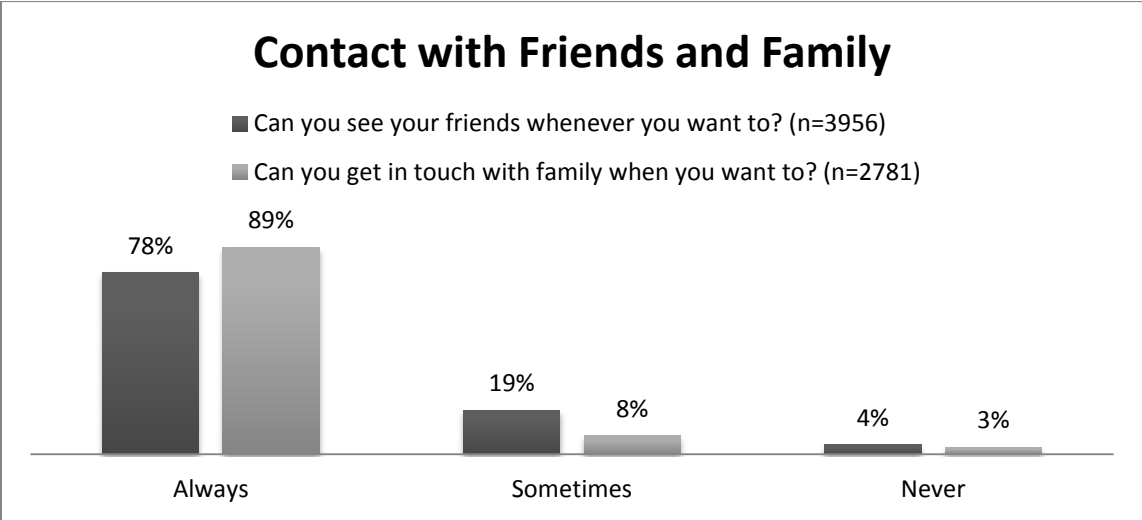 Contact with Friends and Family
Can you see your friends whenever you want to? (n=3956)
Can you get in touch with family when you want to? (n=2781)
78%
89%
19%
8%
4%
3%
Always
Sometimes
Never